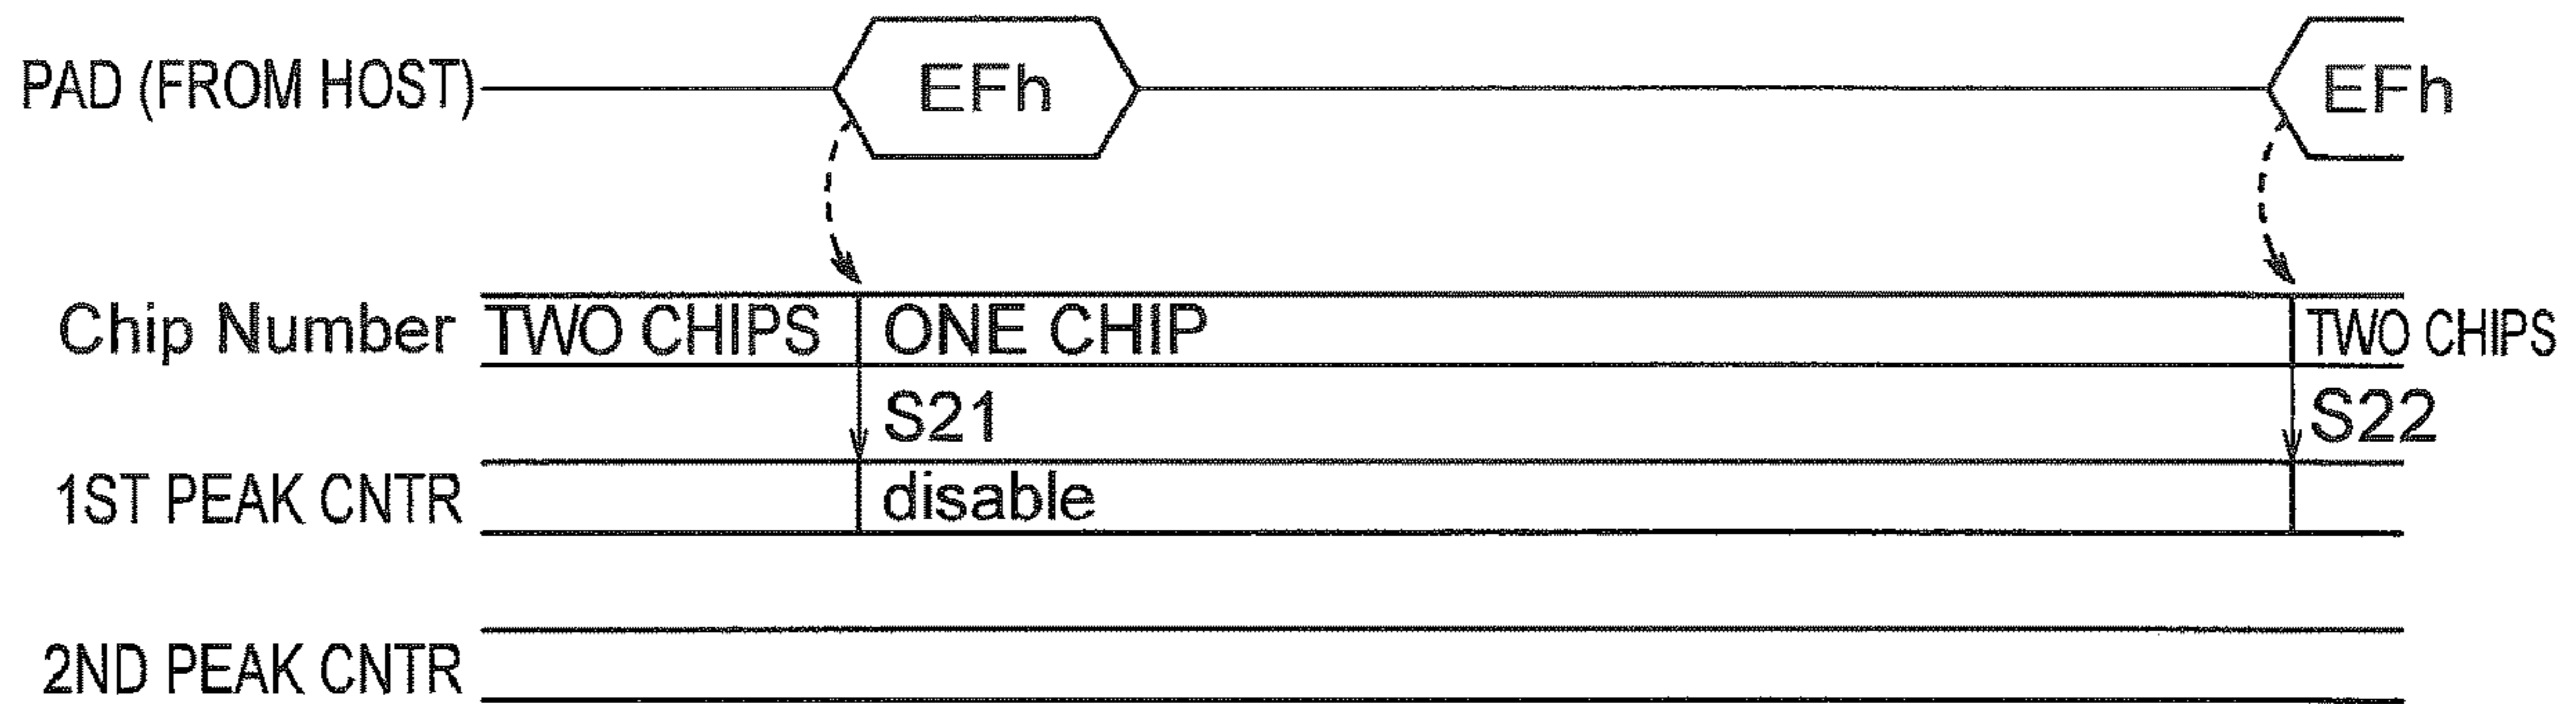 PAD (FROM HOST) EFh EFh
Chip Number TWO CHIPS ONE CHIP TWO CHIPS
S21 S22
1ST PEAK CNTR disable
2ND PEAK CNTR